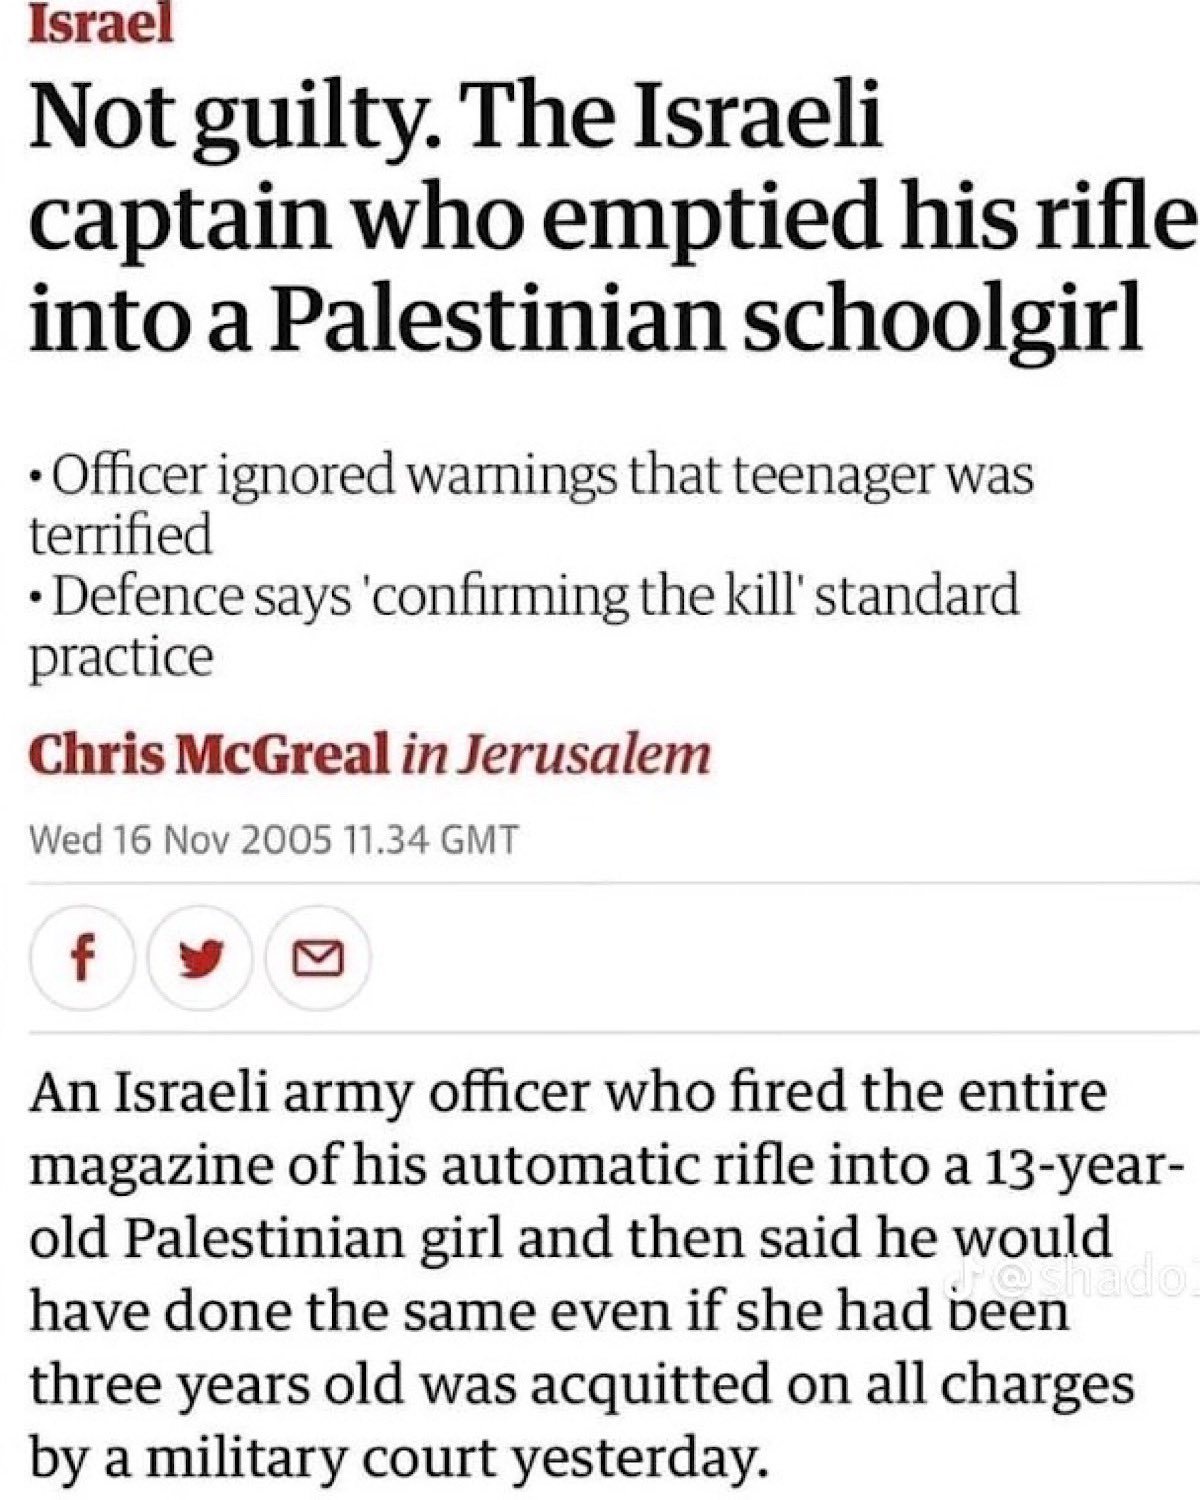 Israel
Not guilty. The Israeli
captain who emptied his rifle
into a Palestinian schoolgirl
• Officer ignored warnings that teenager was
terrified
• Defence says 'confirming the kill' standard
practice
Chris McGreal in Jerusalem
Wed 16 Nov 2005 11.34 GMT
An Israeli army officer who fired the entire
magazine of his automatic rifle into a 13-year-
old Palestinian girl and then said he would
@shado
have done the same even if she had been
three years old was acquitted on all charges
by a military court yesterday.